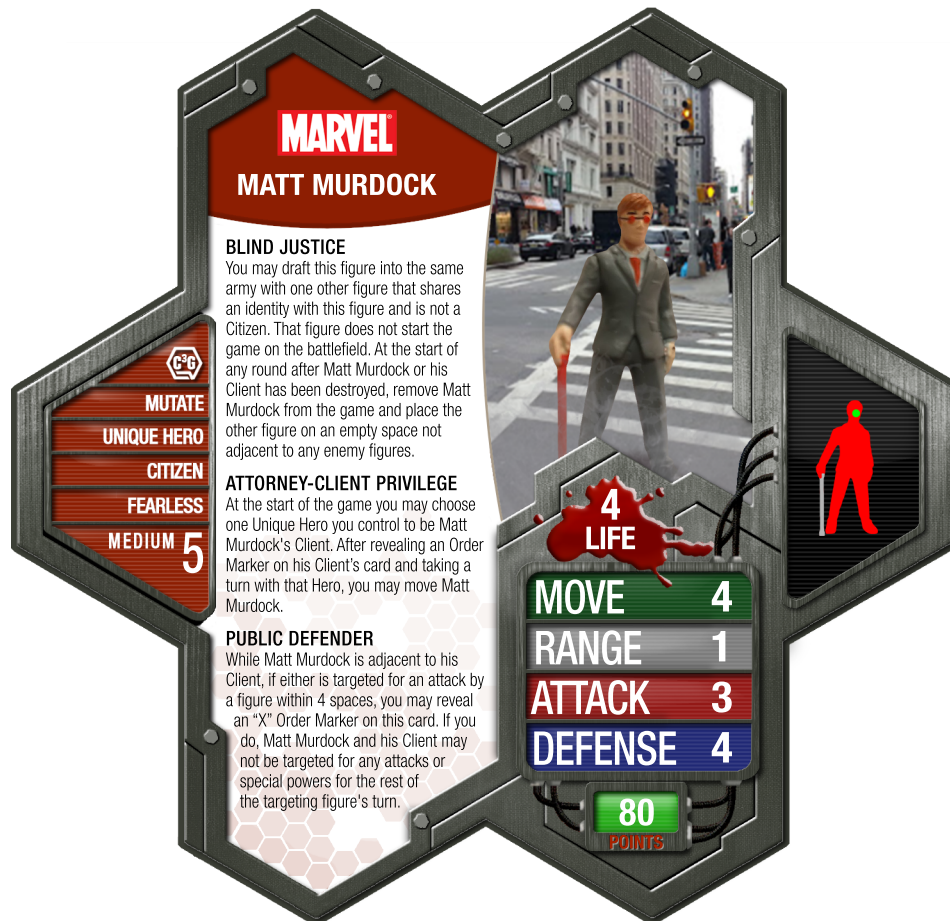 MARVEL
MATT MURDOCK
BLIND JUSTICE
You may draft this figure into the same
army with one other figure that shares
an identity with this figure and is not a
Citizen. That figure does not start the
game on the battlefield. At the start of
any round after Matt Murdock or his
Client has been destroyed, remove Matt
Murdock from the game and place the
other figure on an empty space not
adjacent to any enemy figures.
ATTORNEY-CLIENT PRIVILEGE
At the start of the game you may choose
one Unique Hero you control to be Matt
Murdock's Client. After revealing an Order
Marker on his Client's card and taking a
turn with that Hero, you may move Matt
Murdock.
PUBLIC DEFENDER
While Matt Murdock is adjacent to his
Client, if either is targeted for an attack by
a figure within 4 spaces, you may reveal
an “X” Order Marker on this card. If you
do, Matt Murdock and his Client may
not be targeted for any attacks or
special powers for the rest of
the targeting figure's turn.
C3G
MUTATE
UNIQUE HERO
CITIZEN
FEARLESS
MEDIUM 5
4
LIFE
MOVE 4
RANGE 1
ATTACK 3
DEFENSE 4
80
POINTS